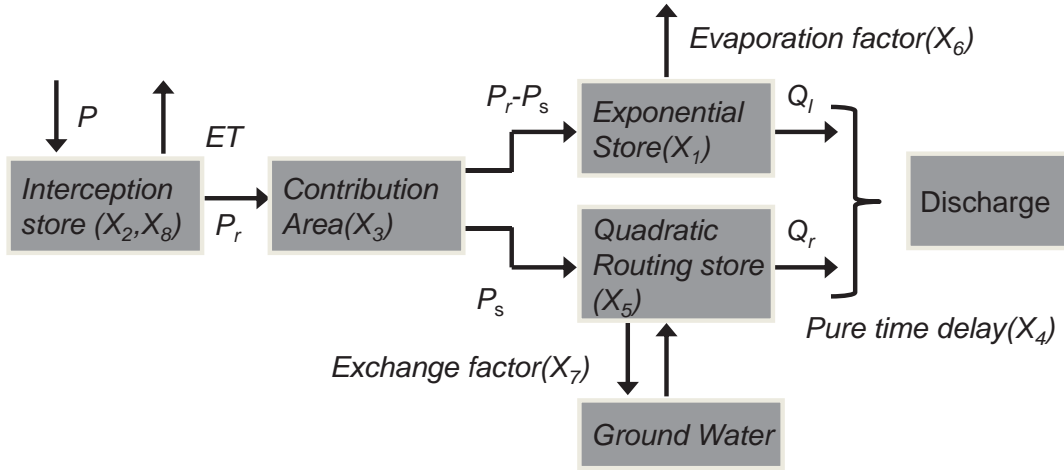 Evaporation factor(X6)
P
ET
Pr-Ps
Exponential
Store(X1)
Ql
Interception
store (X2,X8)
Pr
Contribution
Area(X3)
Discharge
Ps
Quadratic
Routing store
(X5)
Qr
Pure time delay(X4)
Exchange factor(X7)
Ground Water